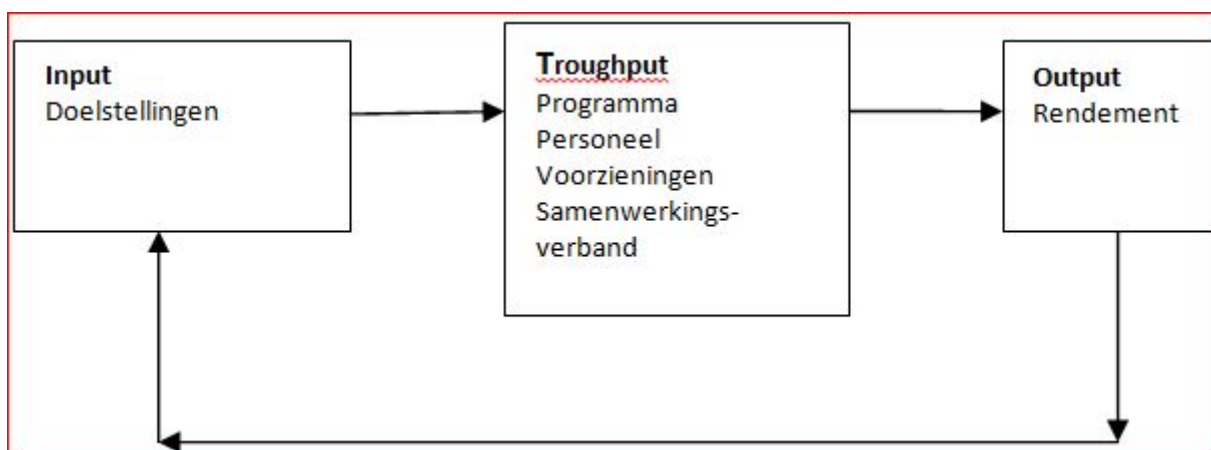 Input
Doelstellingen
Troughput
Programma
Personeel
Voorzieningen
Samenwerkings-
verband
Output
Rendement